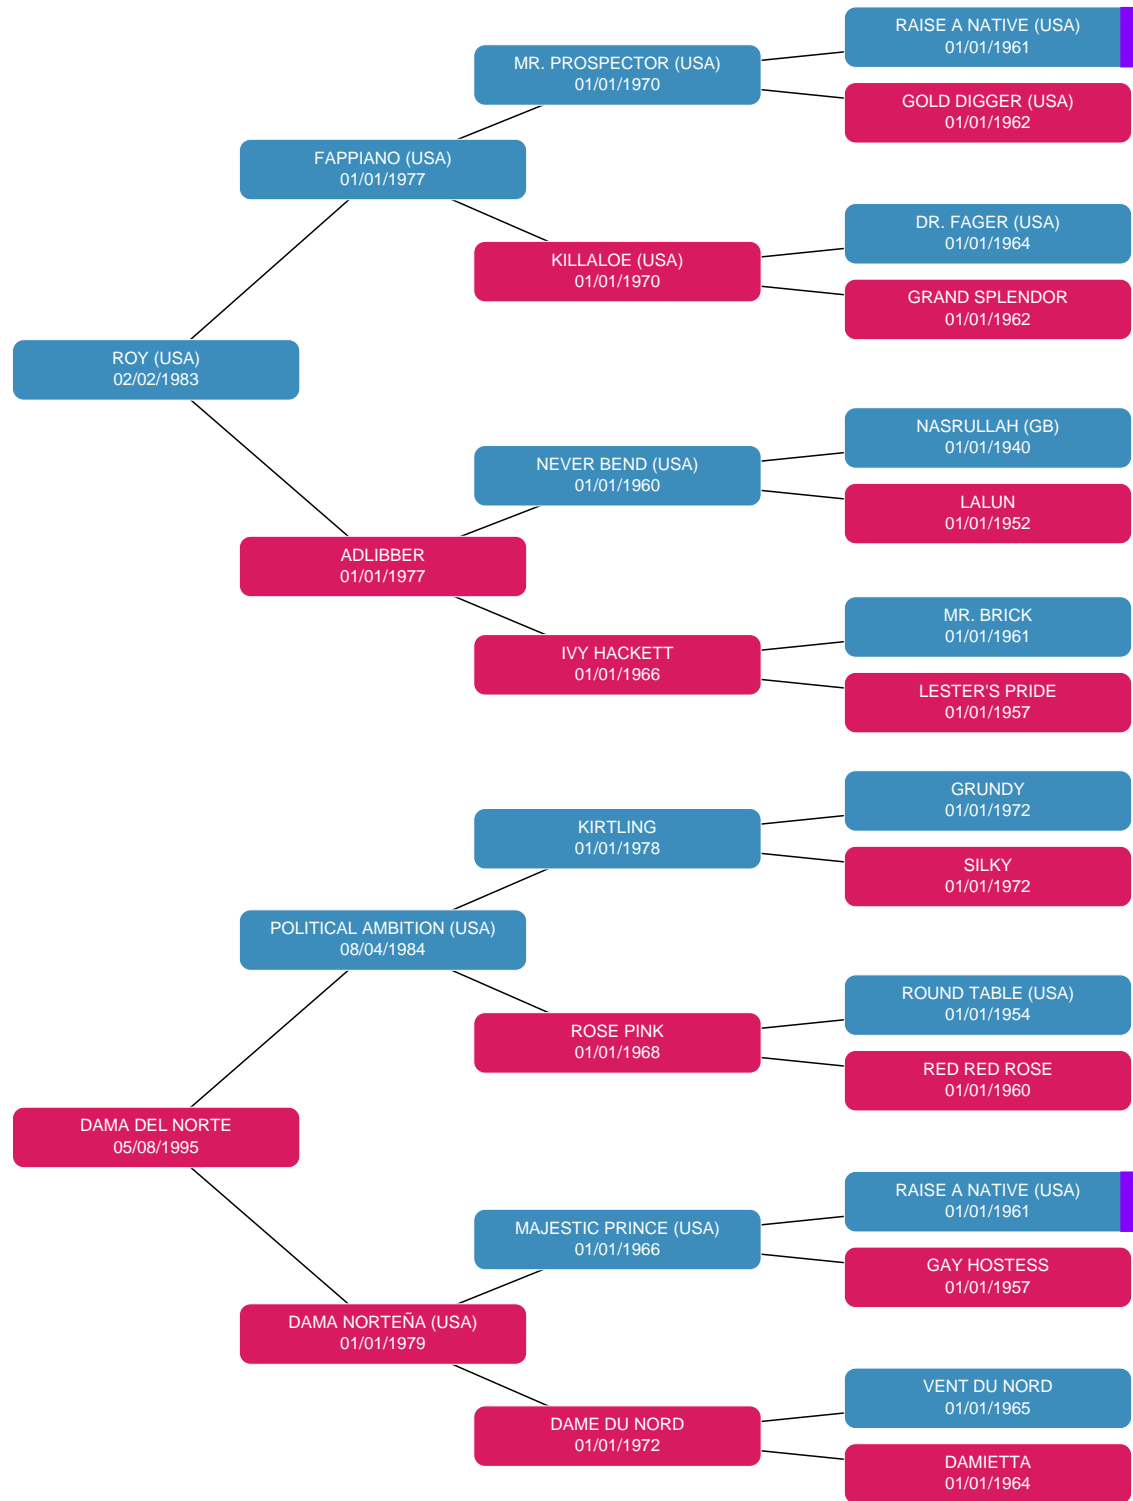 RAISE A NATIVE (USA)
01/01/1961
MR. PROSPECTOR (USA)
01/01/1970
GOLD DIGGER (USA)
01/01/1962
FAPPIANO (USA)
01/01/1977
DR. FAGER (USA)
01/01/1964
KILLALOE (USA)
01/01/1970
GRAND SPLENDOR
01/01/1962
ROY (USA)
02/02/1983
NASRULLAH (GB)
01/01/1940
NEVER BEND (USA)
01/01/1960
LALUN
01/01/1952
ADLIBBER
01/01/1977
MR. BRICK
01/01/1961
IVY HACKETT
01/01/1966
LESTER'S PRIDE
01/01/1957
GRUNDY
01/01/1972
KIRTLING
01/01/1978
SILKY
01/01/1972
POLITICAL AMBITION (USA)
08/04/1984
ROUND TABLE (USA)
01/01/1954
ROSE PINK
01/01/1968
RED RED ROSE
01/01/1960
DAMA DEL NORTE
05/08/1995
RAISE A NATIVE (USA)
01/01/1961
MAJESTIC PRINCE (USA)
01/01/1966
GAY HOSTESS
01/01/1957
DAMA NORTEÑA (USA)
01/01/1979
VENT DU NORD
01/01/1965
DAME DU NORD
01/01/1972
DAMIETTA
01/01/1964